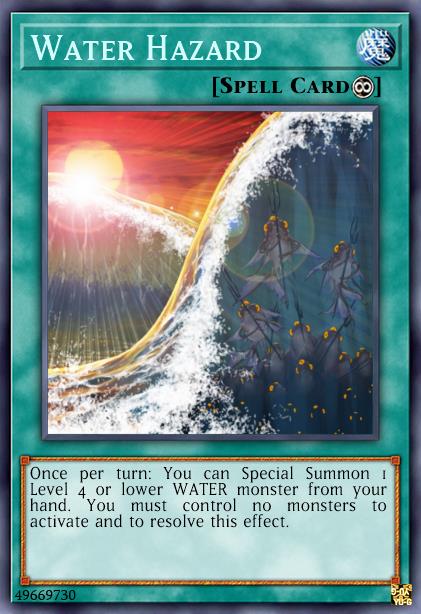 Water Hazard
[Spell Card]
Once per turn: You can Special Summon 1
Level 4 or lower WATER monster from your
hand. You must control no monsters to
activate and to resolve this effect.
49669730